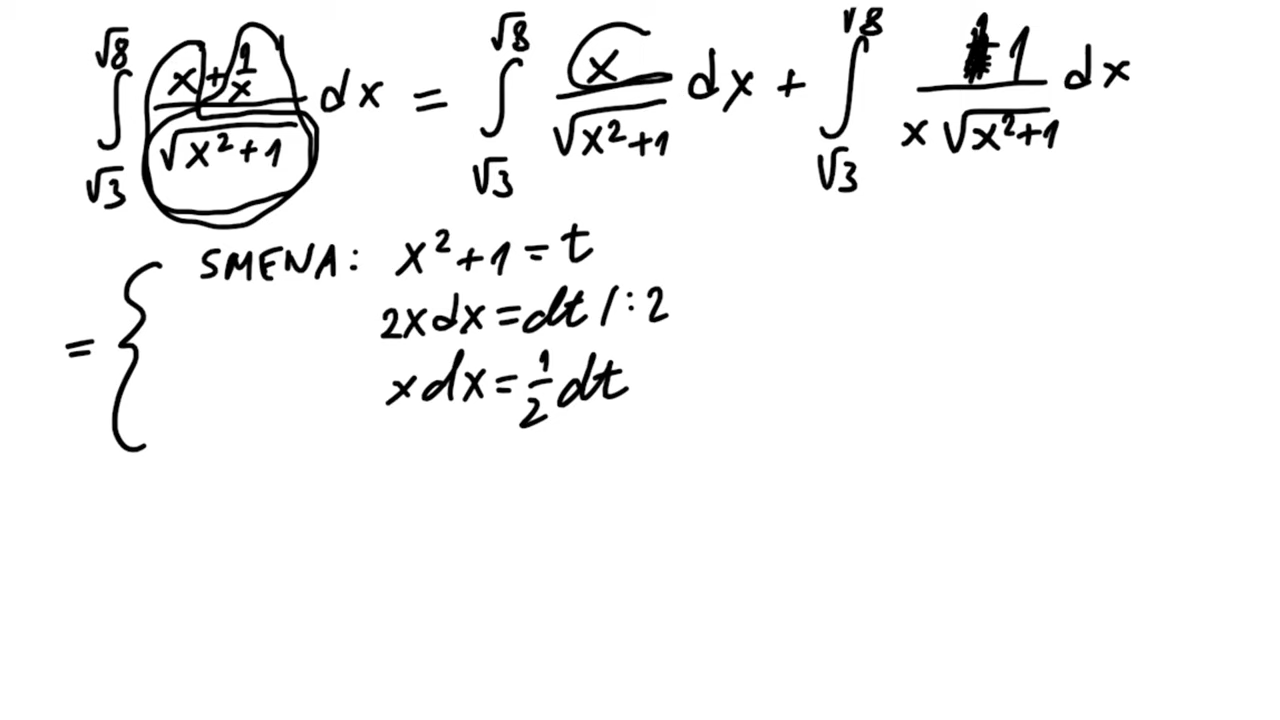 ∫_{√3}^{√8} (x + 1/x)/√(x²+1) dx = ∫_{√3}^{√8} x/√(x²+1) dx + ∫_{√3}^{√8} 1/(x√(x²+1)) dx
= { SMENA: x² + 1 = t
2x dx = dt /: 2
x dx = 1/2 dt